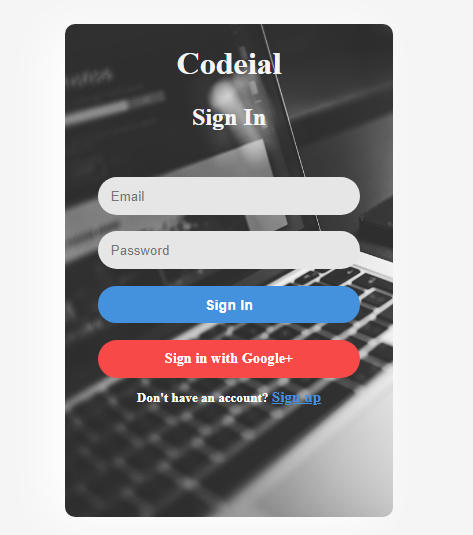 Codeial
Sign In
Email
Password
Sign In
Sign in with Google+
Don't have an account? Sign up